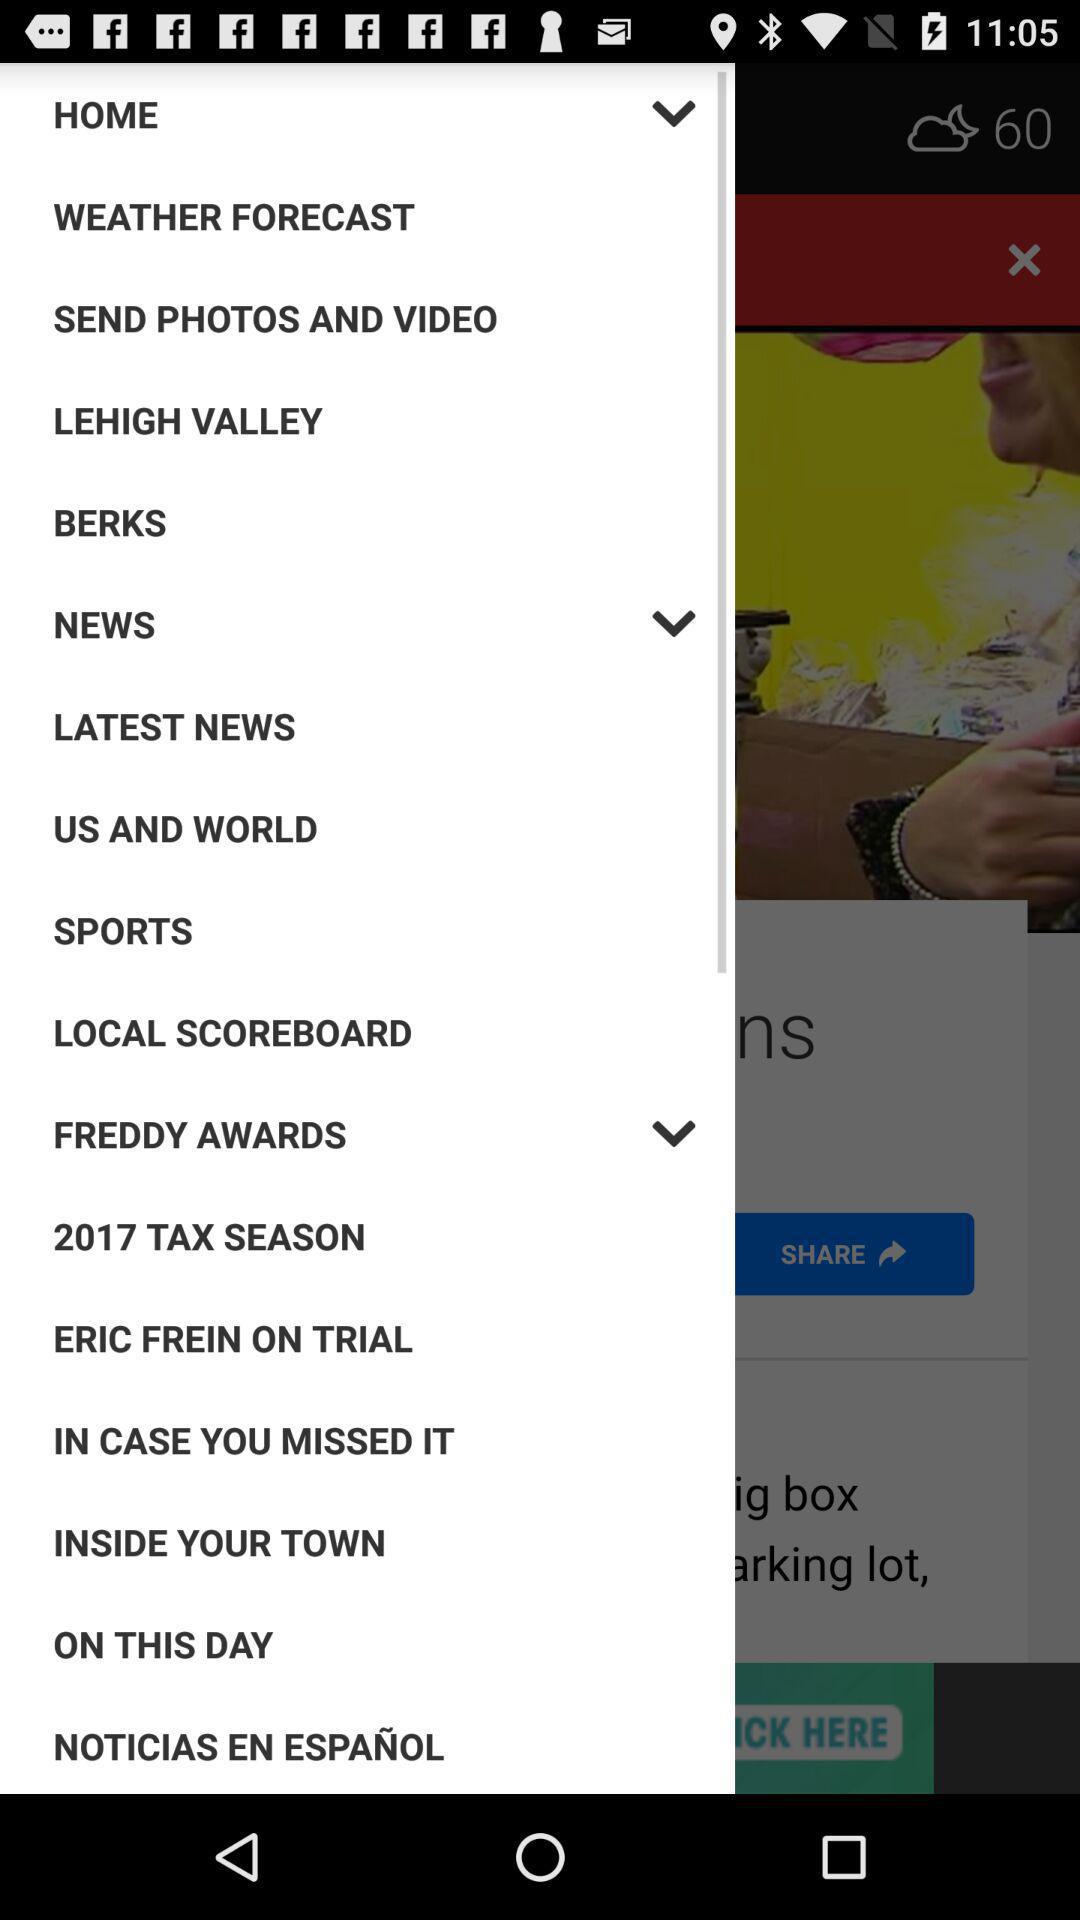 11:05
HOME
60
WEATHER FORECAST
SEND PHOTOS AND VIDEO
LEHIGH VALLEY
BERKS
NEWS
LATEST NEWS
US AND WORLD
SPORTS
LOCAL SCOREBOARD
ns
FREDDY AWARDS
2017 TAX SEASON
SHARE
ERIC FREIN ON TRIAL
IN CASE YOU MISSED IT
ig box
INSIDE YOUR TOWN
arking lot,
ON THIS DAY
NOTICIAS EN ESPAÑOL
ICK HERE